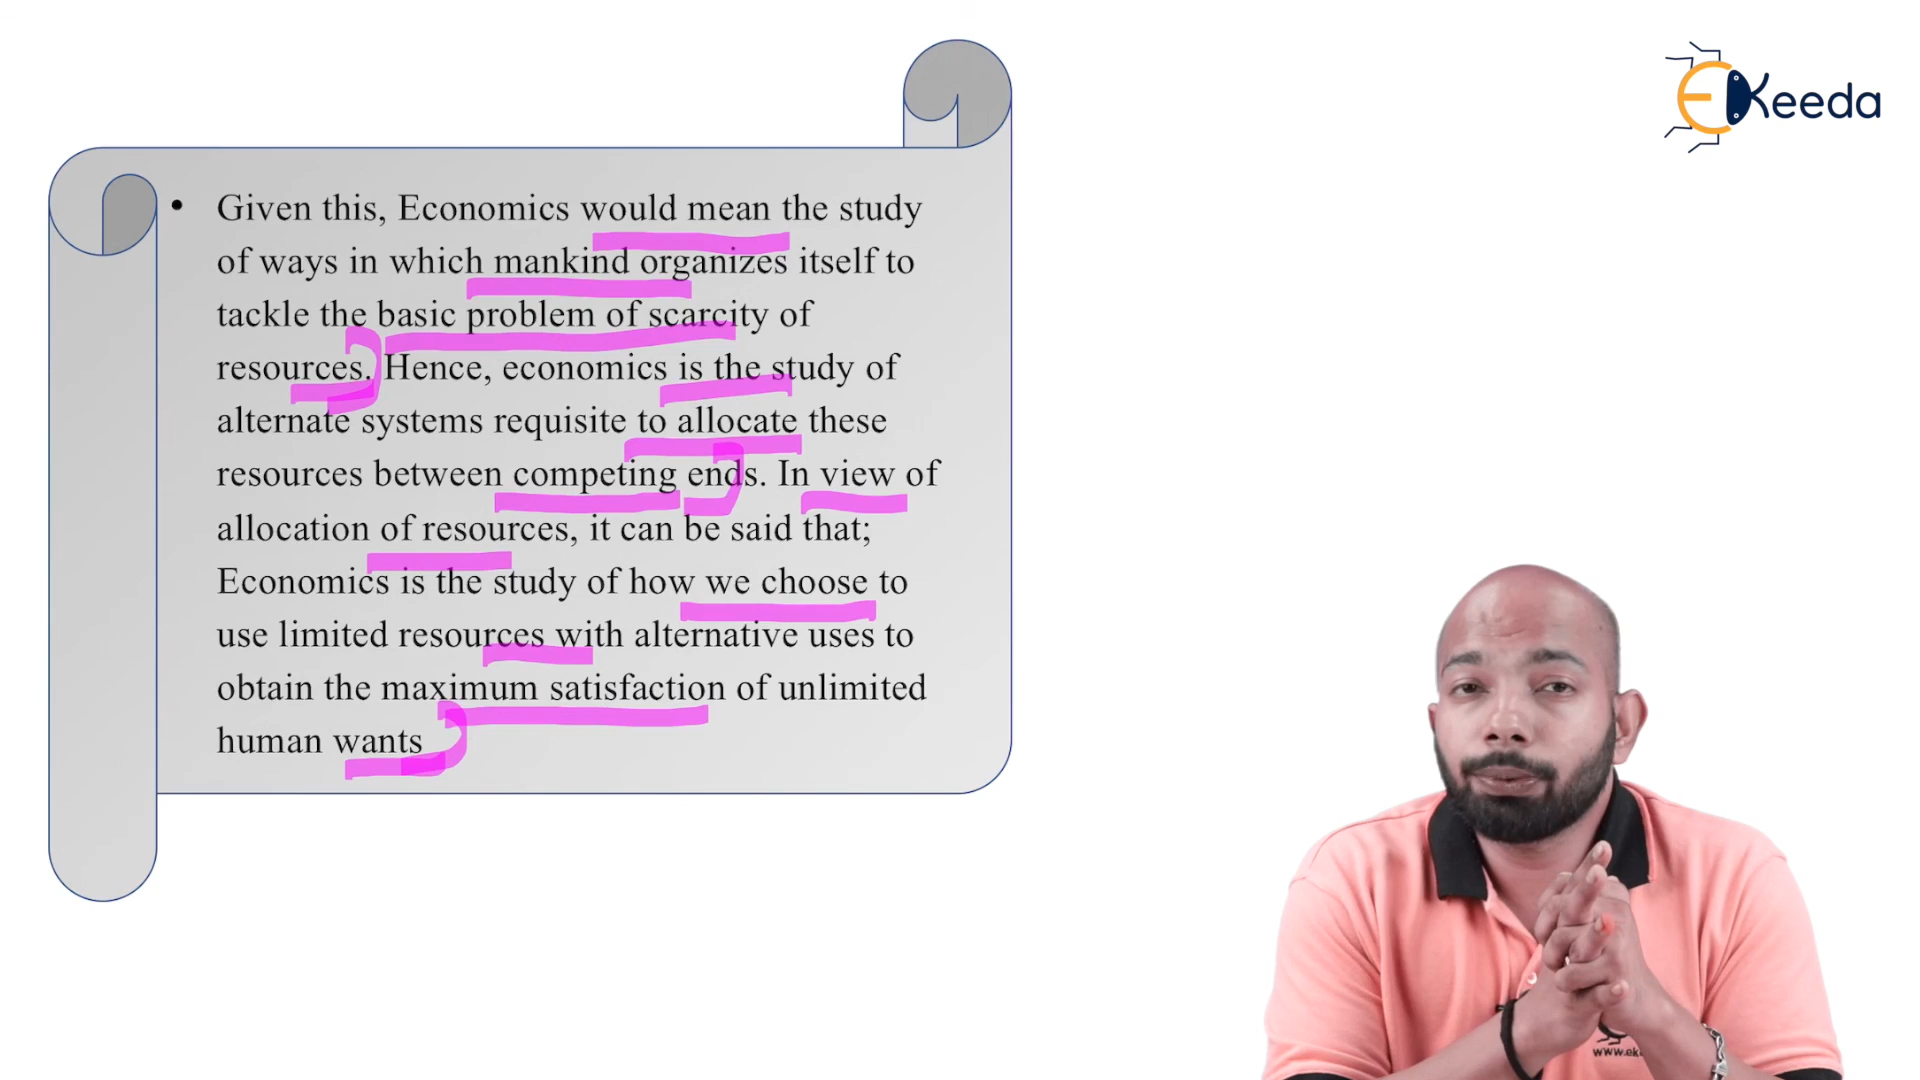 EKeeda
• Given this, Economics would mean the study
of ways in which mankind organizes itself to
tackle the basic problem of scarcity of
resources. Hence, economics is the study of
alternate systems requisite to allocate these
resources between competing ends. In view of
allocation of resources, it can be said that;
Economics is the study of how we choose to
use limited resources with alternative uses to
obtain the maximum satisfaction of unlimited
human wants
www.ek